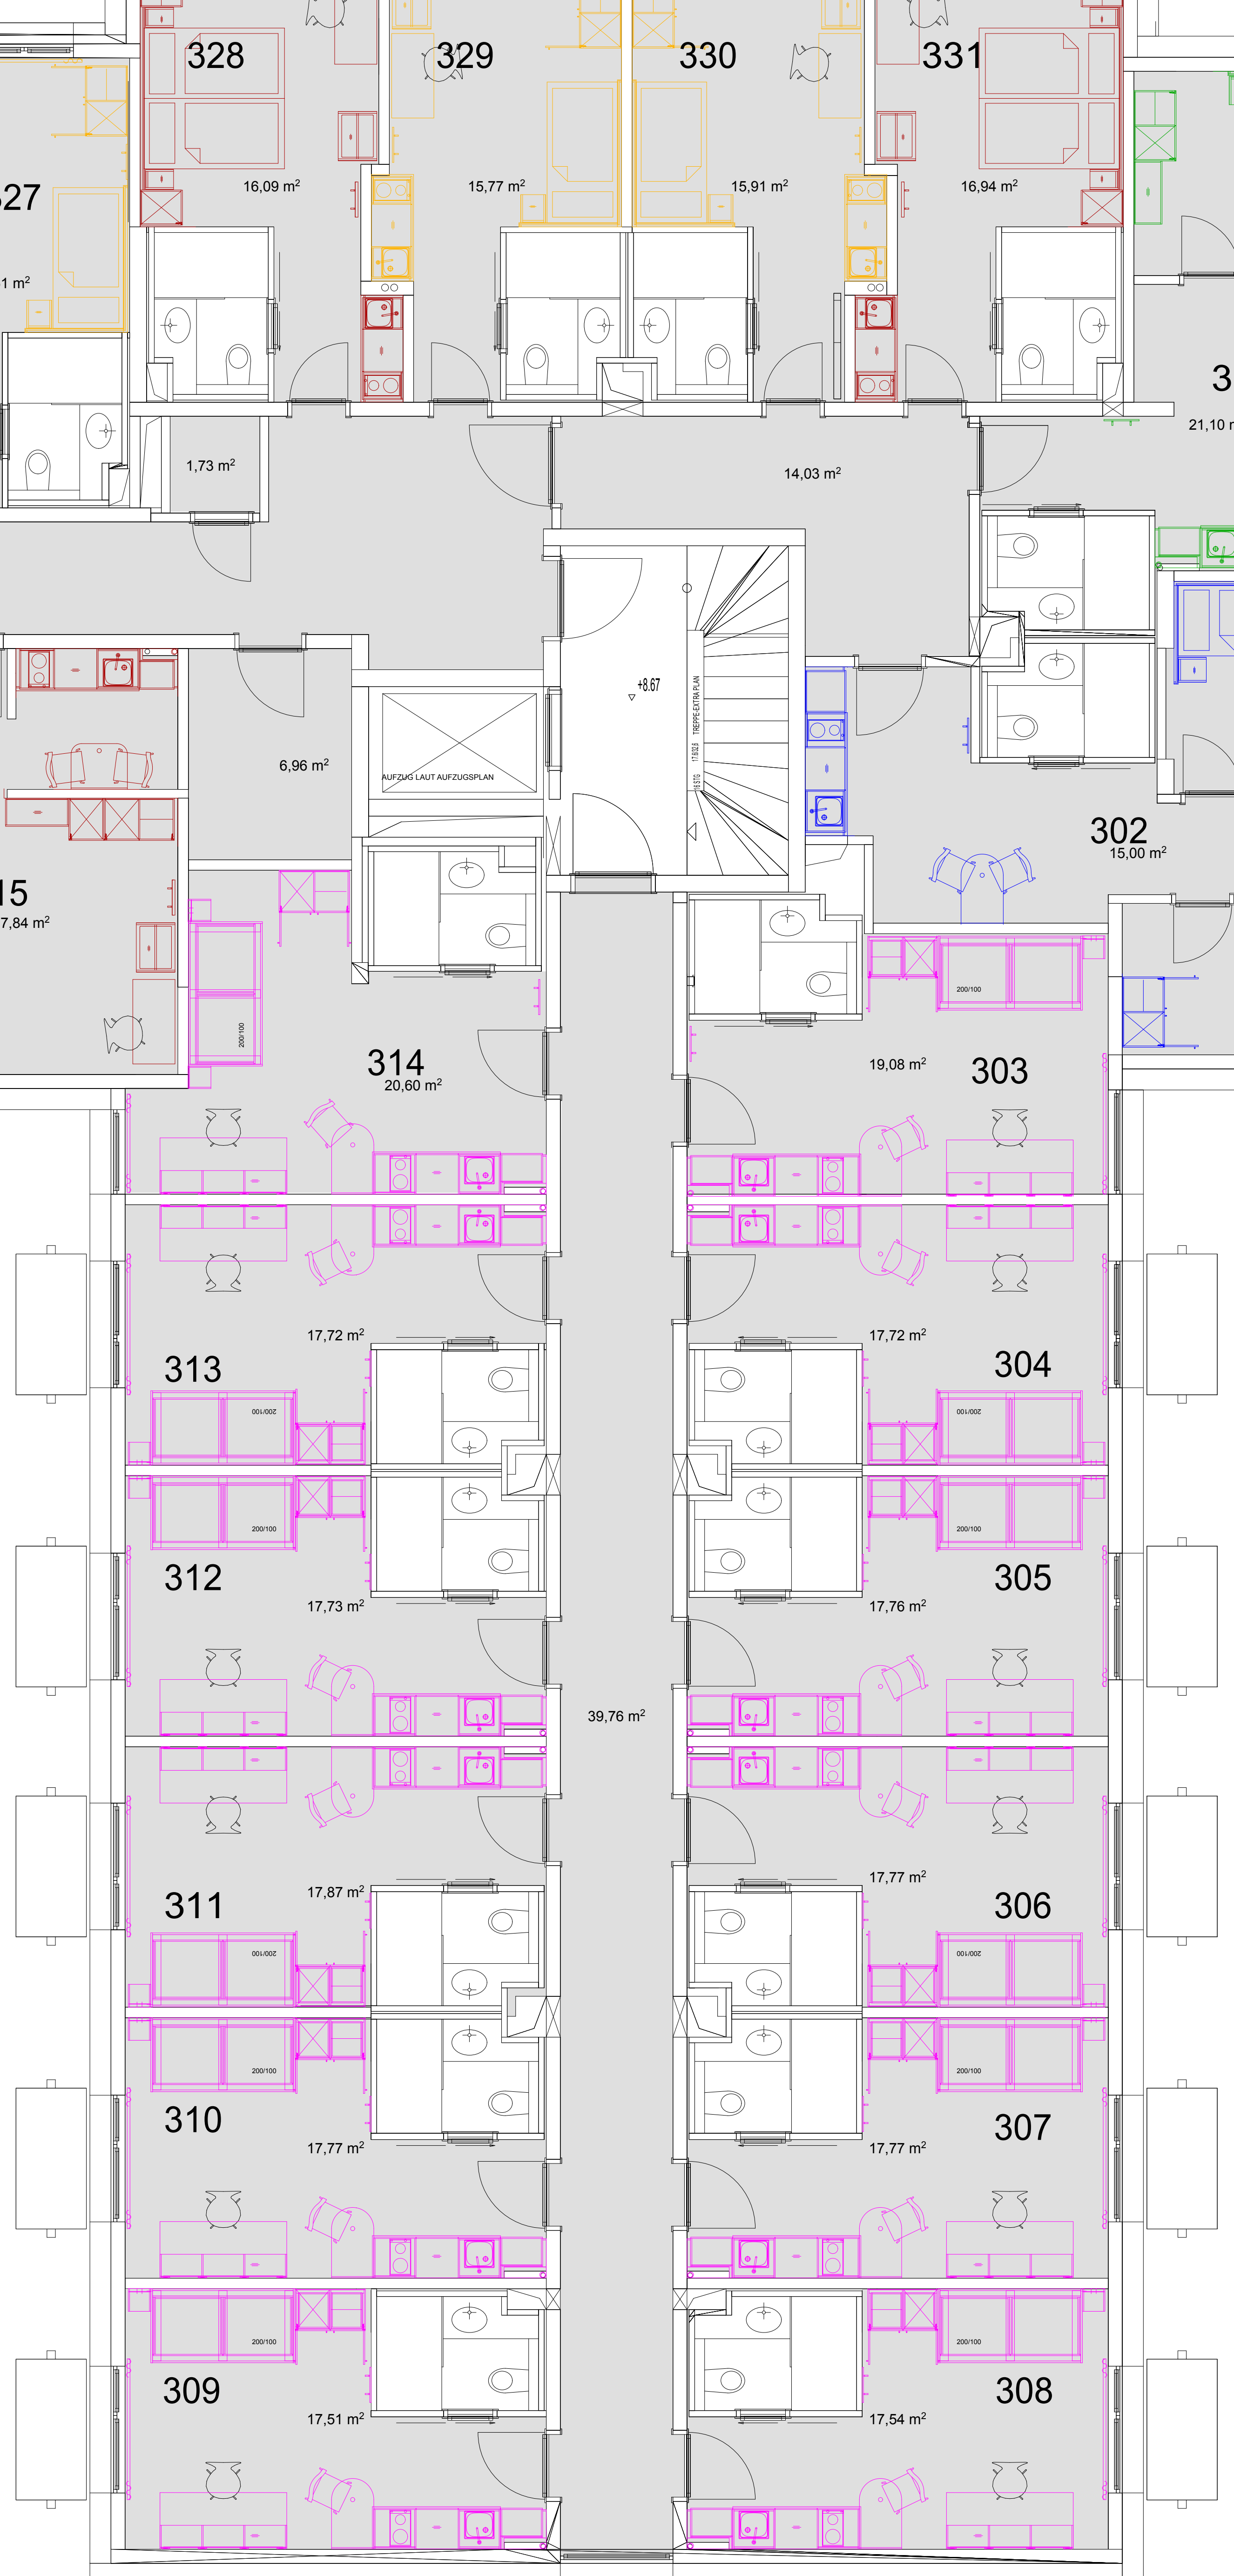 328
329
330
331
16,09 m²
15,77 m²
15,91 m²
16,94 m²
327
1 m²
1,73 m²
14,03 m²
3
21,10 m
+8.67
TREPPE-EXTRA PLAN
16 STG
6,96 m²
AUFZUG LAUT AUFZUGSPLAN
302
15,00 m²
15
7,84 m²
200/100
200/100
314
20,60 m²
19,08 m²
303
17,72 m²
313
17,72 m²
304
200/100
200/100
200/100
200/100
312
305
17,73 m²
17,76 m²
39,76 m²
17,87 m²
311
17,77 m²
306
200/100
200/100
200/100
200/100
310
307
17,77 m²
17,77 m²
200/100
200/100
309
308
17,51 m²
17,54 m²